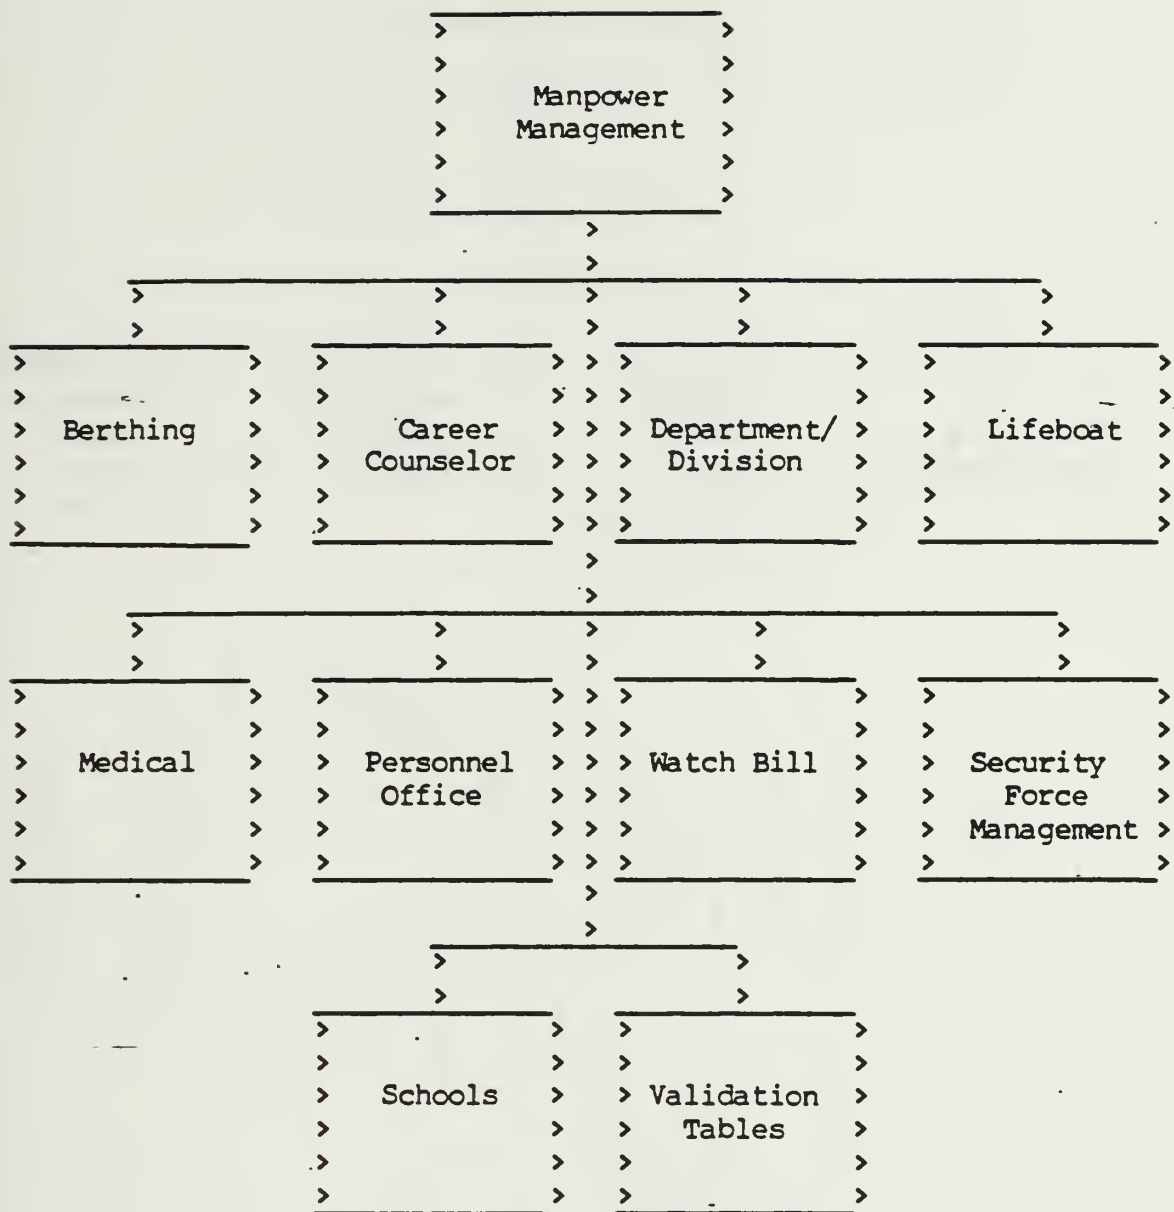 Manpower
Management
Berthing
Career
Counselor
Department/
Division
Lifeboat
Medical
Personnel
Office
Watch Bill
Security
Force
Management
Schools
Validation
Tables